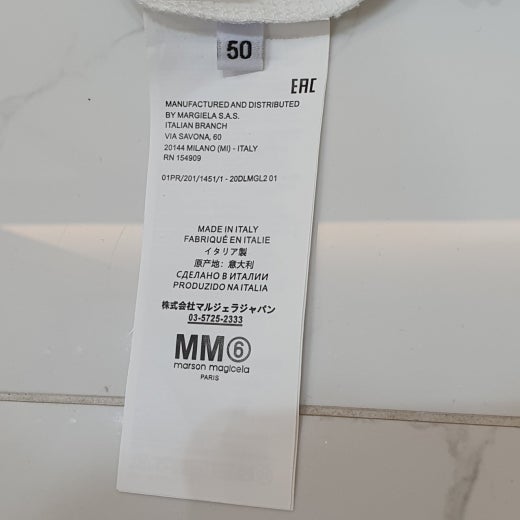 50
EAC
MANUFACTURED AND DISTRIBUTED
BY MARGIELA S.A.S.
ITALIAN BRANCH
VIA SAVONA, 60
20144 MILANO (MI) - ITALY
RN 154909
01PR/201/1451/1 - 20DLMGL2 01
MADE IN ITALY
FABRIQUÉ EN ITALIE
イタリア製
原产地：意大利
СДЕЛАНО В ИТАЛИИ
PRODUZIDO NA ITALIA
株式会社マルジェラジャパン
03-5725-2333
MM⑥
marson magicela
PARIS